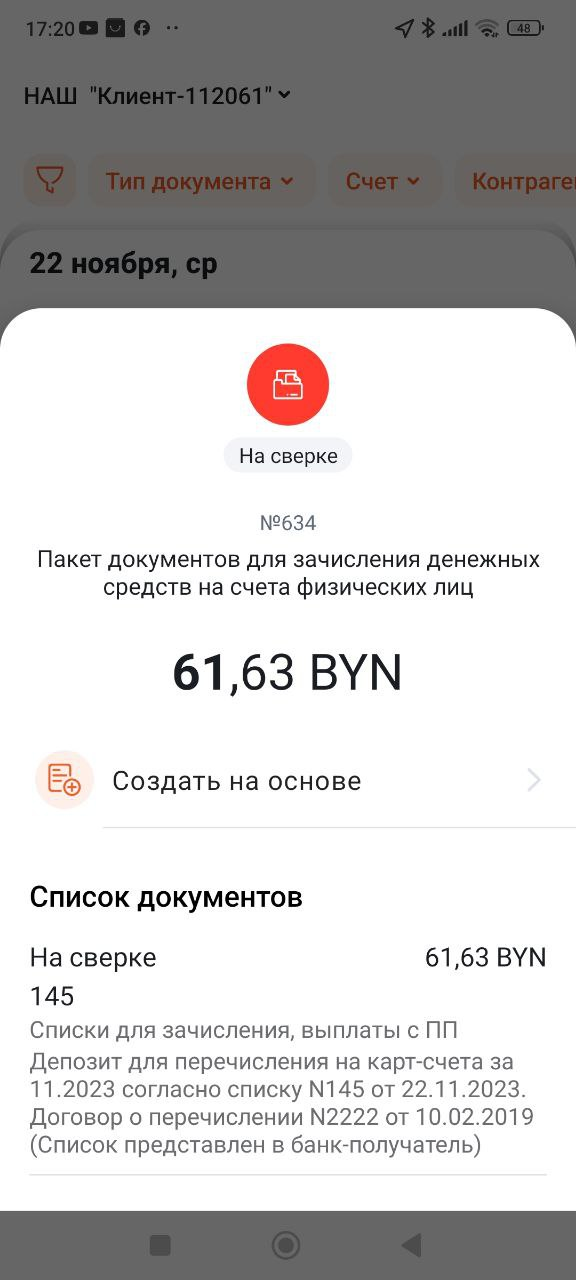 17:20
48
НАШ "Клиент-112061"
Тип документа
Счет
Контраге
22 ноября, ср
На сверке
№634
Пакет документов для зачисления денежных
средств на счета физических лиц
61,63 BYN
Создать на основе
Список документов
На сверке 61,63 BYN
145
Списки для зачисления, выплаты с ПП
Депозит для перечисления на карт-счета за
11.2023 согласно списку N145 от 22.11.2023.
Договор о перечислении N2222 от 10.02.2019
(Список представлен в банк-получатель)